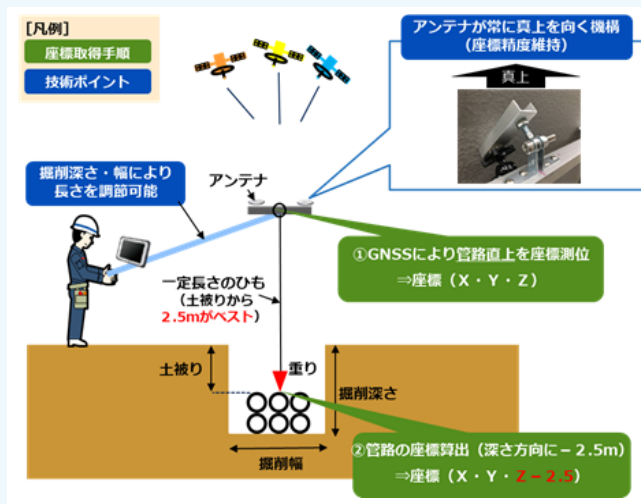 [凡例]
座標取得手順
技術ポイント
アンテナが常に真上を向く機構
(座標精度維持)
真上
掘削深さ・幅により
長さを調節可能
アンテナ
①GNSSにより管路直上を座標測位
⇒座標(X・Y・Z)
一定長さのひも
(土被りから
2.5mがベスト)
土被り
重り
掘削深さ
掘削幅
②管路の座標算出(深さ方向に-2.5m)
⇒座標(X・Y・Z-2.5)